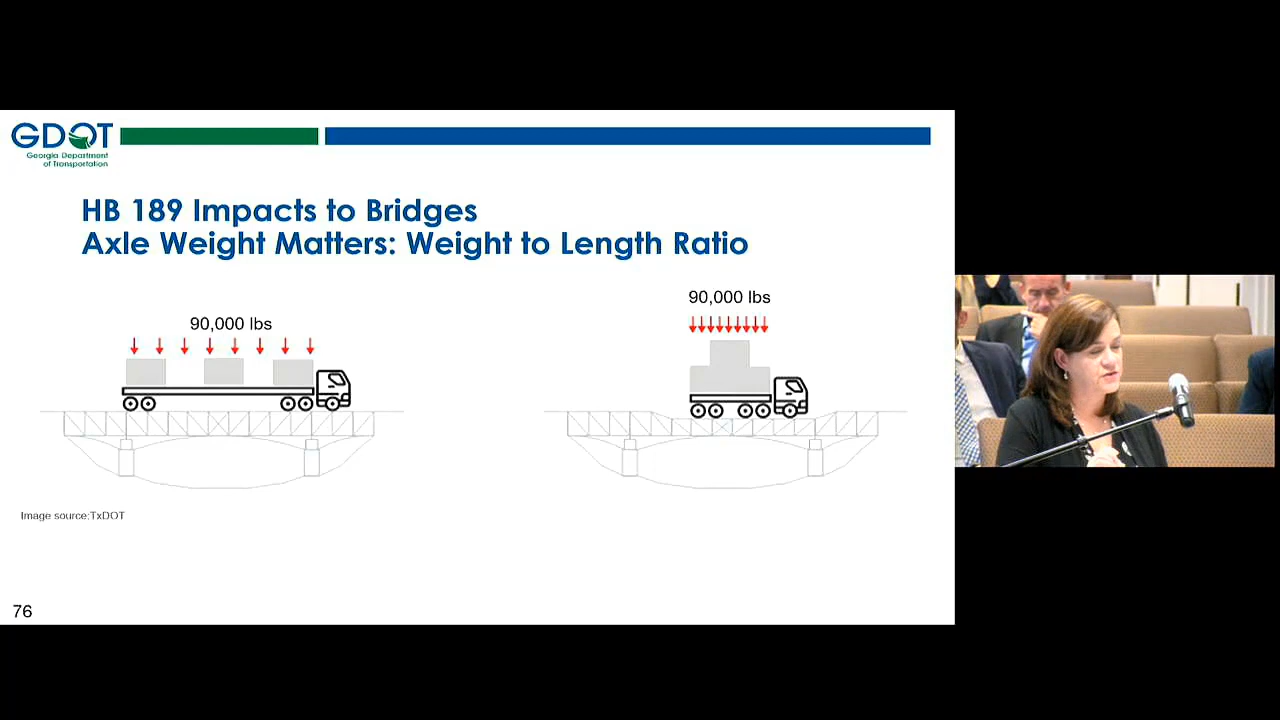 GDOT
Georgia Department
of Transportation
HB 189 Impacts to Bridges
Axle Weight Matters: Weight to Length Ratio
90,000 lbs
90,000 lbs
Image source:TxDOT
76